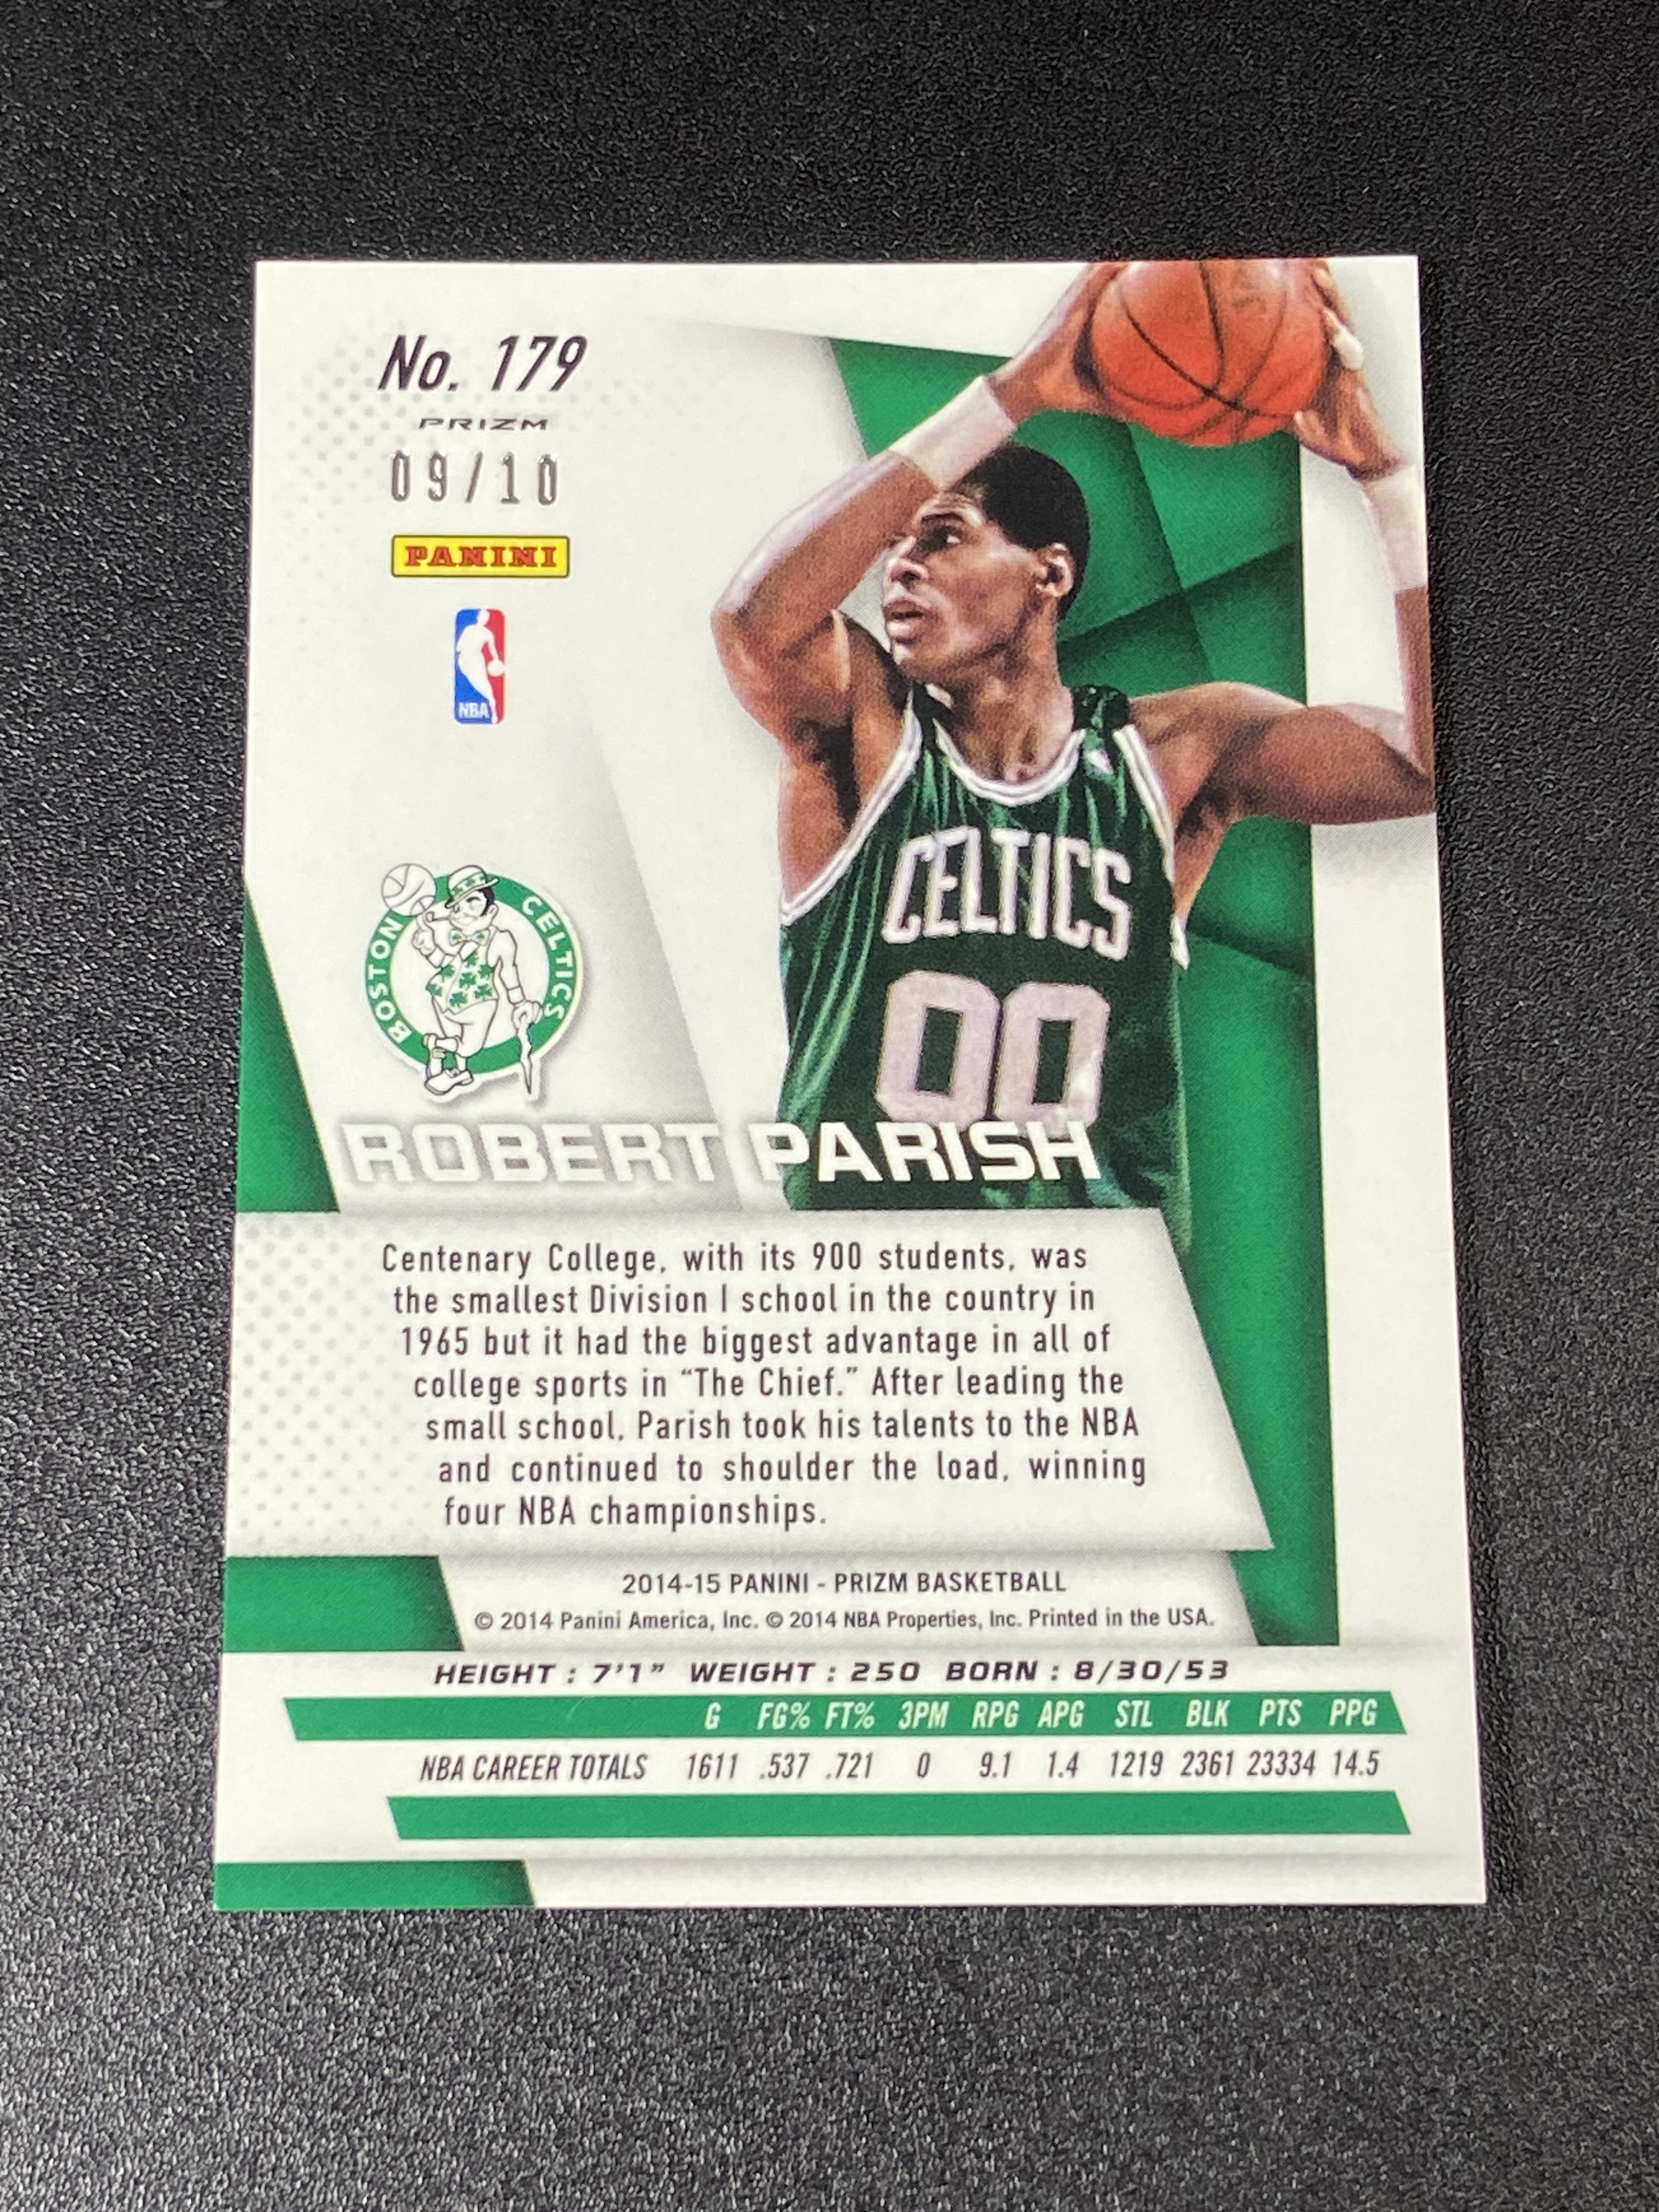 No. 179
PRIZM
09/10
PANINI
NBA
BOSTON CELTICS
CELTICS
00
ROBERT PARISH
Centenary College, with its 900 students, was
the smallest Division I school in the country in
1965 but it had the biggest advantage in all of
college sports in “The Chief.” After leading the
small school, Parish took his talents to the NBA
and continued to shoulder the load, winning
four NBA championships.
2014-15 PANINI - PRIZM BASKETBALL
© 2014 Panini America, Inc. © 2014 NBA Properties, Inc. Printed in the USA.
HEIGHT : 7'1” WEIGHT : 250 BORN : 8/30/53
G FG% FT% 3PM RPG APG STL BLK PTS PPG
NBA CAREER TOTALS 1611 .537 .721 0 9.1 1.4 1219 2361 23334 14.5